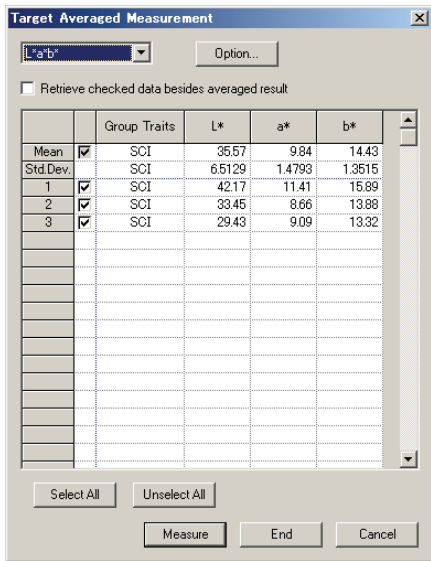 Target Averaged Measurement
L*a*b* Option...
Retrieve checked data besides averaged result
Group Traits L* a* b*
Mean SCI 35.57 9.84 14.43
Std.Dev. SCI 6.5129 1.4793 1.3515
1 SCI 42.17 11.41 15.89
2 SCI 33.45 8.66 13.88
3 SCI 29.43 9.09 13.32
Select All Unselect All
Measure End Cancel